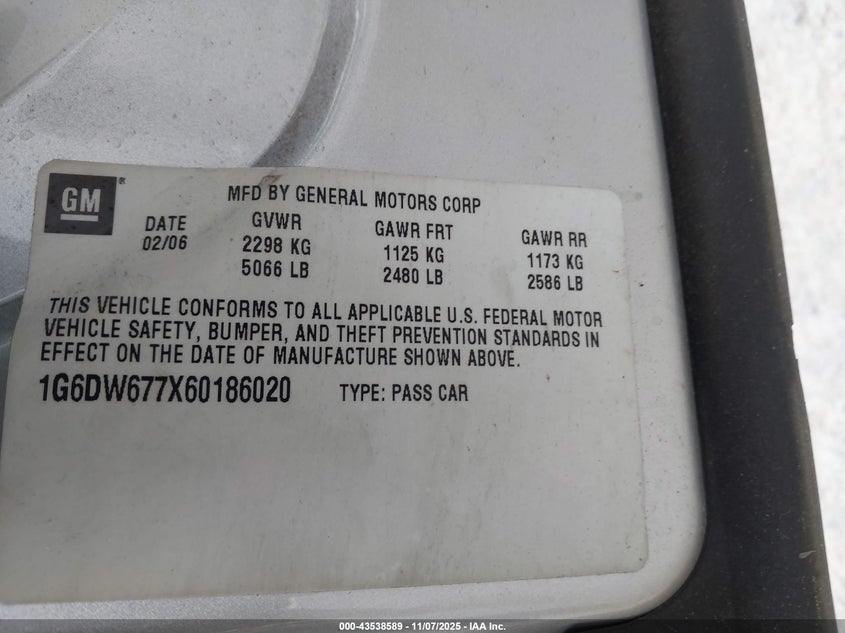 GM
MFD BY GENERAL MOTORS CORP
DATE GVWR GAWR FRT GAWR RR
02/06 2298 KG 1125 KG 1173 KG
5066 LB 2480 LB 2586 LB
THIS VEHICLE CONFORMS TO ALL APPLICABLE U.S. FEDERAL MOTOR
VEHICLE SAFETY, BUMPER, AND THEFT PREVENTION STANDARDS IN
EFFECT ON THE DATE OF MANUFACTURE SHOWN ABOVE.
1G6DW677X60186020 TYPE: PASS CAR
000-43538589 - 11/07/2025 - IAA Inc.